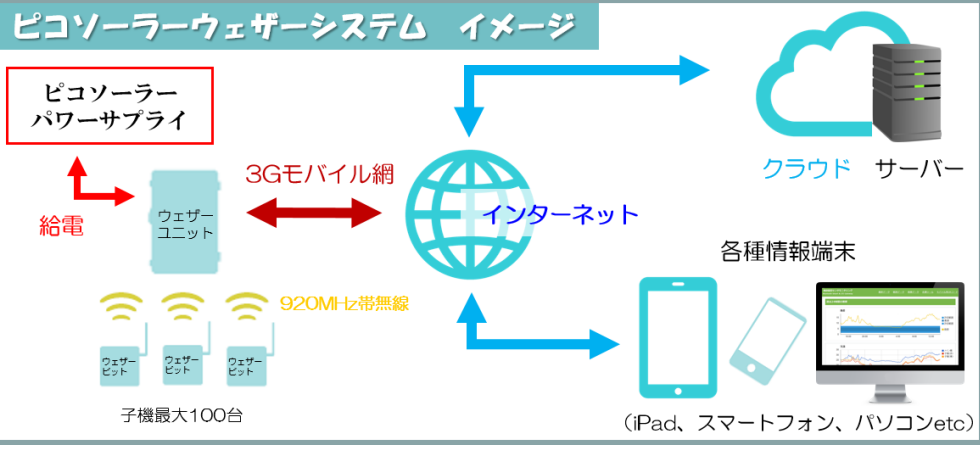 ピコソーラーウェザーシステム　イメージ
ピコソーラー
パワーサプライ
給電
ウェザー
ユニット
3Gモバイル網
インターネット
クラウド　サーバー
920MHz帯無線
ウェザー
ビット
ウェザー
ビット
ウェザー
ビット
子機最大100台
各種情報端末
（iPad、スマートフォン、パソコンetc）